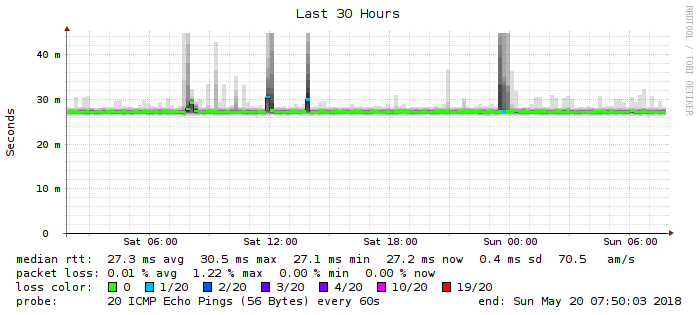 Last 30 Hours
RRDTOOL / TOBI OETIKER
Seconds
40 m
30 m
20 m
10 m
0
Sat 06:00 Sat 12:00 Sat 18:00 Sun 00:00 Sun 06:00
median rtt: 27.3 ms avg 30.5 ms max 27.1 ms min 27.2 ms now 0.4 ms sd 70.5 am/s
packet loss: 0.01 % avg 1.22 % max 0.00 % min 0.00 % now
loss color: 0 1/20 2/20 3/20 4/20 10/20 19/20
probe: 20 ICMP Echo Pings (56 Bytes) every 60s end: Sun May 20 07:50:03 2018